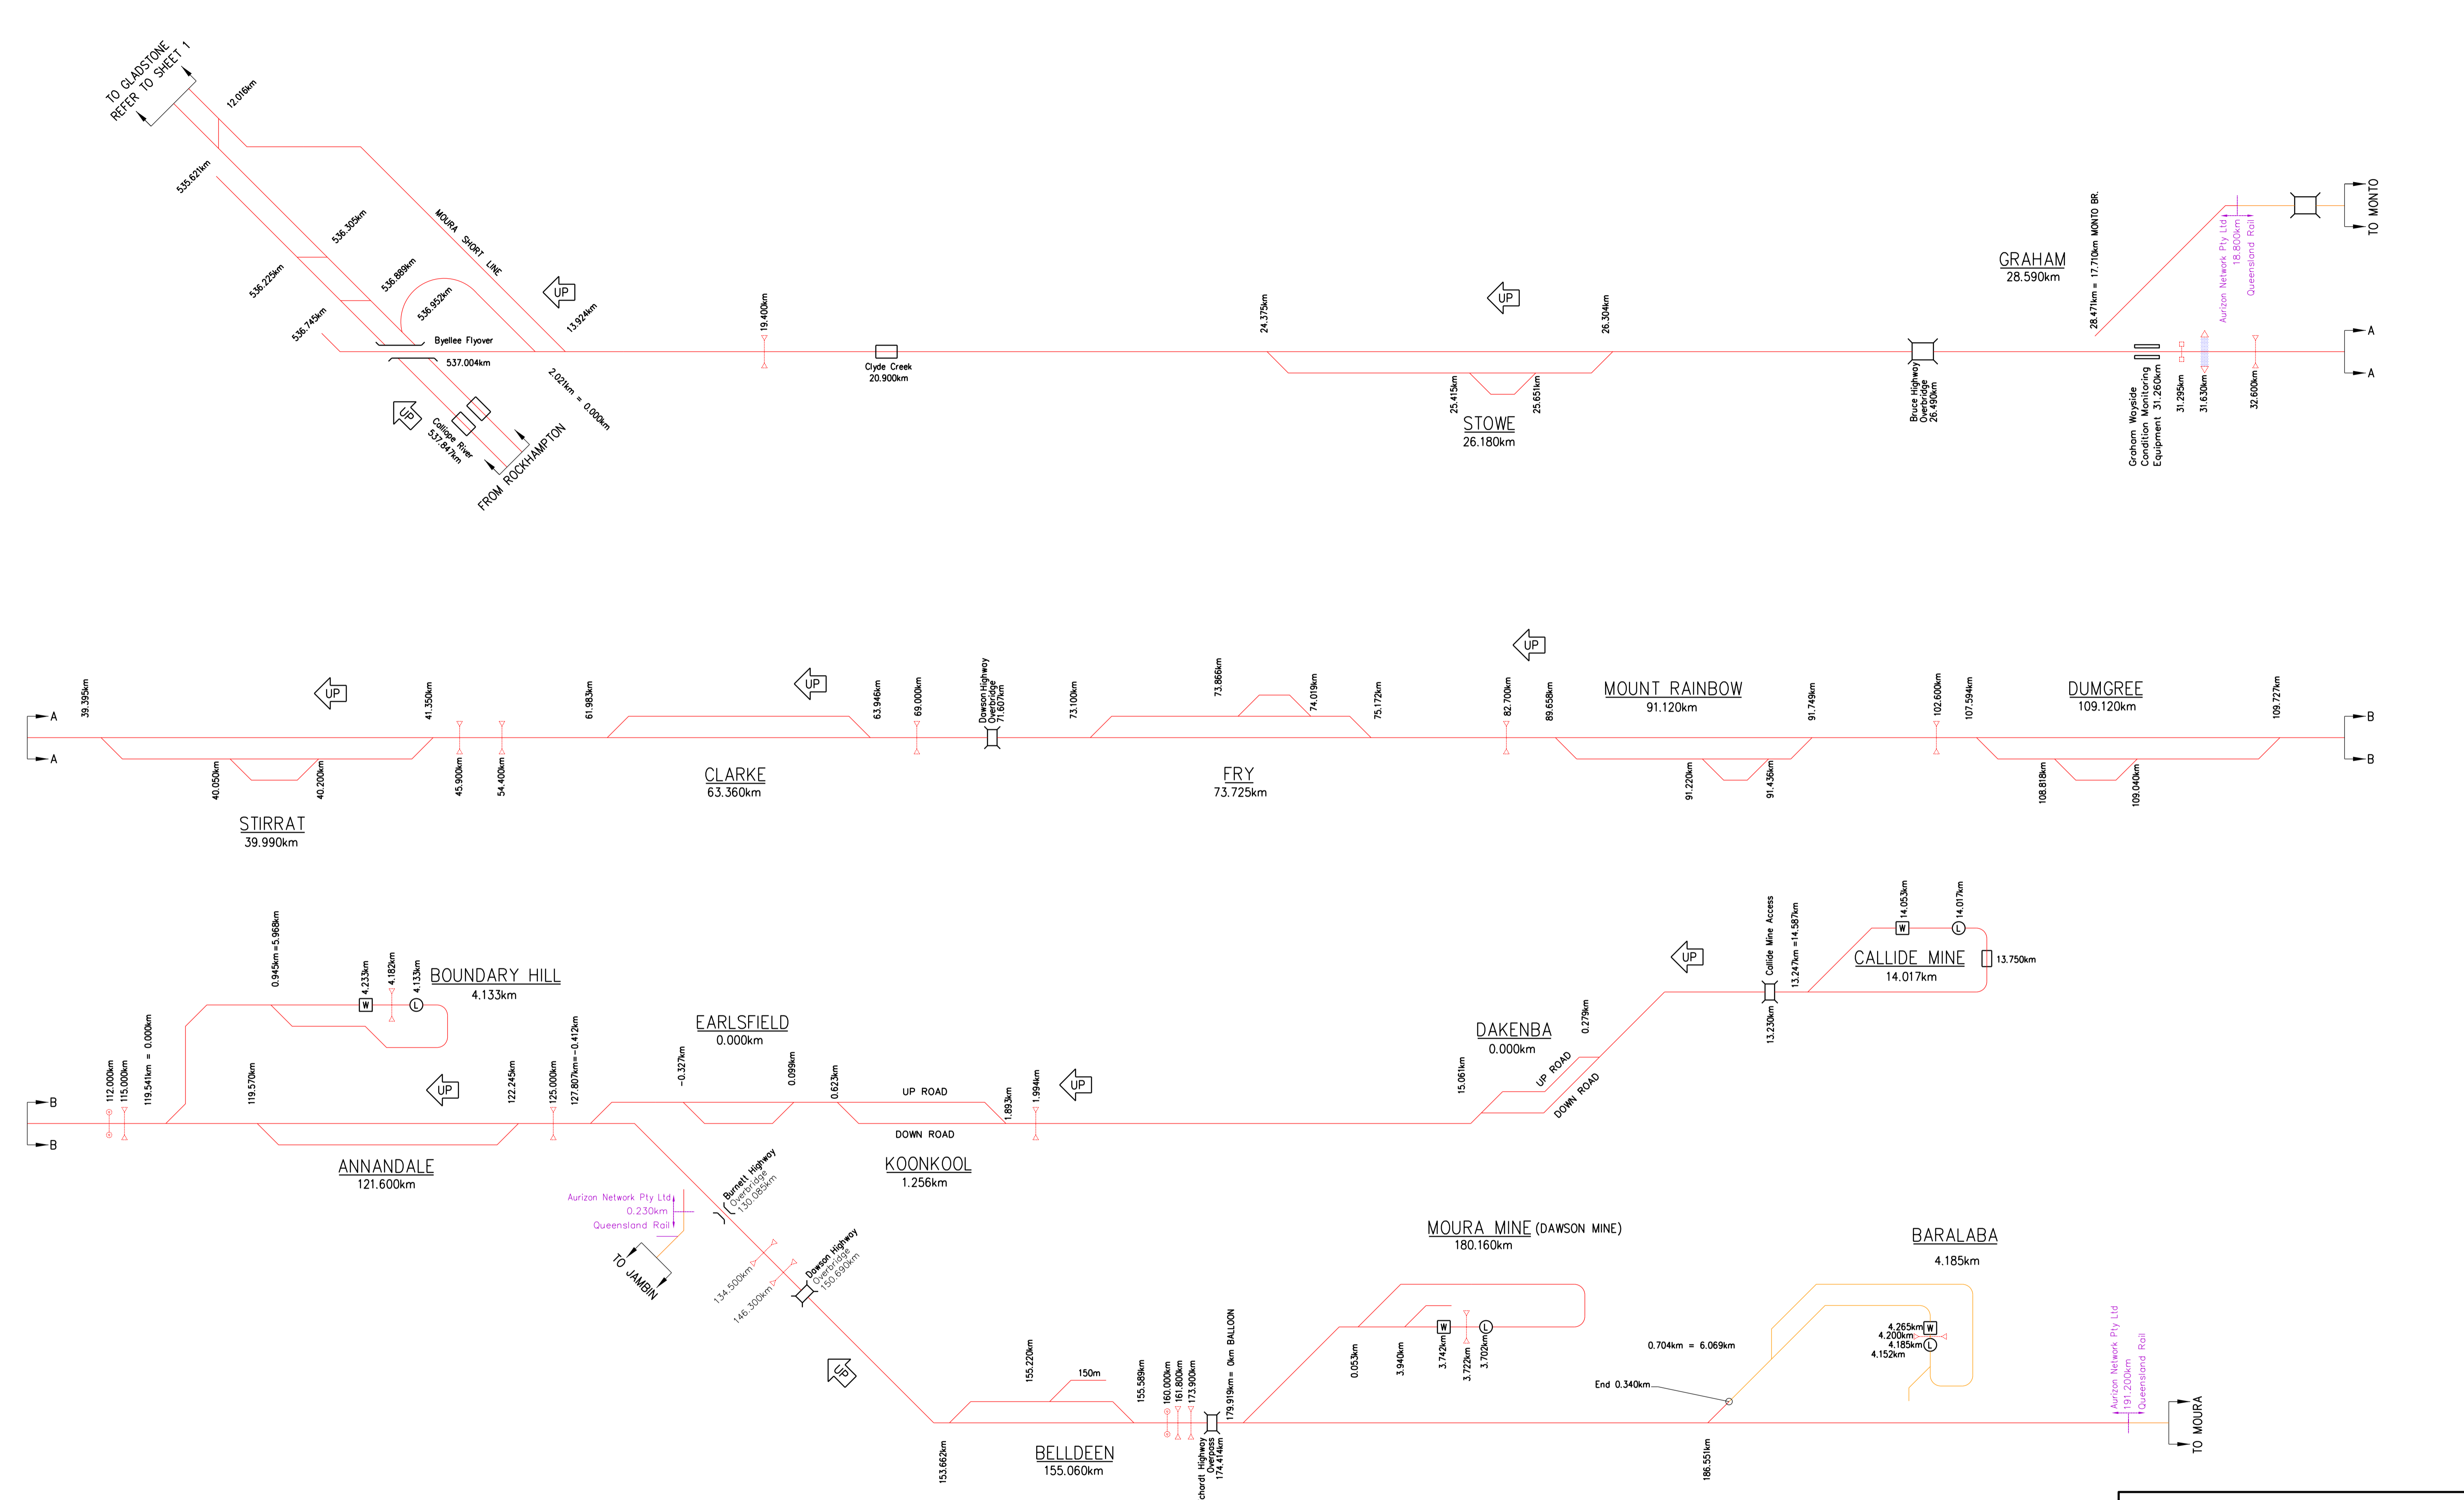 TO GLADSTONE
REFER TO SHEET 1
12.016km
535.621km
536.305km
MOURA SHORT LINE
536.225km
536.889km
536.952km
536.745km
UP
13.924km
Byellee Flyover
537.004km
2.021km = 0.000km
UP
Calliope River
537.847km
FROM ROCKHAMPTON
19.400km
Clyde Creek
20.900km
24.375km
UP
26.304km
25.415km
25.651km
STOWE
26.180km
Bruce Highway
Overbridge
26.490km
GRAHAM
28.590km
28.471km = 17.710km MONTO BR.
Aurizon Network Pty Ltd
18.800km
Queensland Rail
TO MONTO
Graham Wayside
Condition Monitoring
Equipment 31.260km
31.295km
31.630km
32.600km
A
A
A
A
39.395km
UP
41.350km
40.050km
40.200km
45.900km
54.400km
STIRRAT
39.990km
61.983km
UP
63.946km
69.000km
CLARKE
63.360km
Dawson Highway
Overbridge
71.607km
73.100km
73.866km
74.019km
75.172km
FRY
73.725km
UP
82.700km
89.658km
MOUNT RAINBOW
91.120km
91.749km
91.220km
91.436km
102.600km
107.594km
DUMGREE
109.120km
109.727km
108.818km
109.040km
B
B
B
B
112.000km
115.000km
119.541km = 0.000km
0.945km =5.968km
4.233km
W
4.182km
4.133km
L
BOUNDARY HILL
4.133km
119.570km
UP
122.245km
125.000km
127.807km=-0.412km
ANNANDALE
121.600km
EARLSFIELD
0.000km
-0.327km
0.099km
0.623km
UP ROAD
DOWN ROAD
1.893km
1.994km
UP
KOONKOOL
1.256km
15.061km
DAKENBA
0.000km
0.279km
UP ROAD
DOWN ROAD
UP
Callide Mine Access
13.230km
13.247km =14.587km
14.053km
W
14.017km
L
CALLIDE MINE
14.017km
13.750km
Aurizon Network Pty Ltd
0.230km
Queensland Rail
TO JAMBIN
Burnett Highway
Overbridge
130.085km
134.500km
146.300km
Dawson Highway
Overbridge
150.690km
UP
153.662km
155.220km
150m
155.589km
BELLDEEN
155.060km
160.000km
161.800km
173.900km
chardt Highway
Overpass
174.414km
179.919km= 0km BALLOON
MOURA MINE (DAWSON MINE)
180.160km
0.053km
3.940km
W
3.742km
3.722km
L
3.702km
End 0.340km
0.704km = 6.069km
186.551km
BARALABA
4.185km
4.265km W
4.200km
4.185km L
4.152km
Aurizon Network Pty Ltd
191.200km
Queensland Rail
TO MOURA